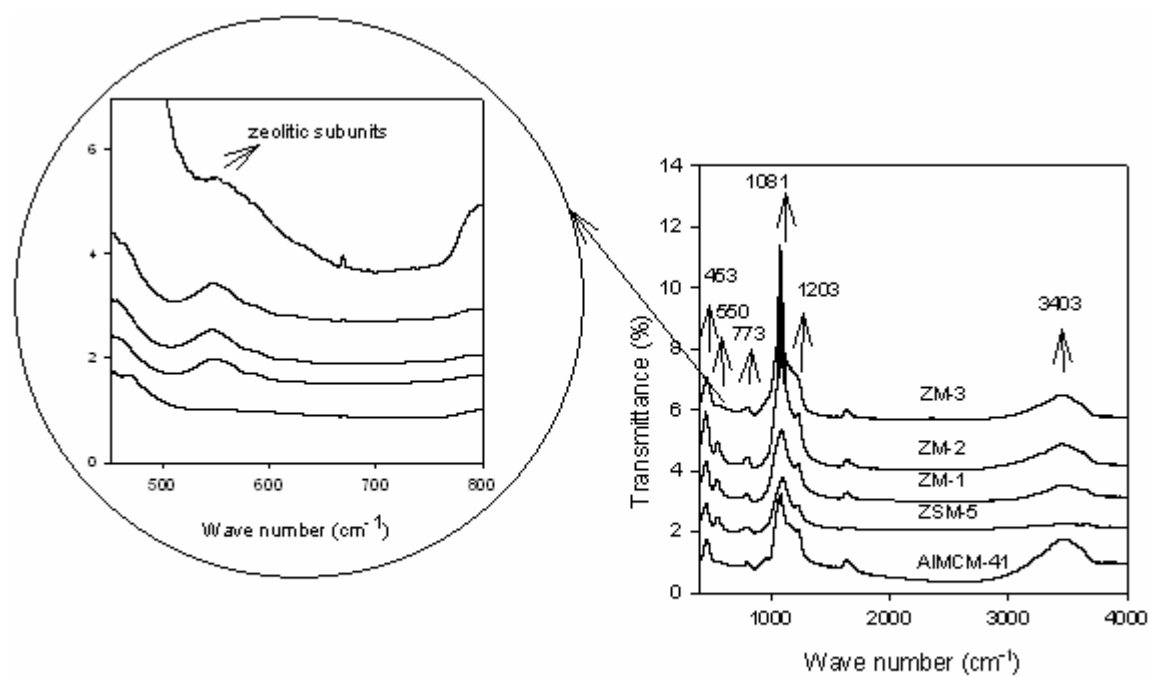 zeolitic subunits
6
4
2
0
500
600
700
800
Wave number (cm-1)
14
12
10
8
6
4
2
0
Transmittance (%)
1081
453
550
773
1203
3403
ZM-3
ZM-2
ZM-1
ZSM-5
AlMCM-41
1000
2000
3000
4000
Wave number (cm-1)